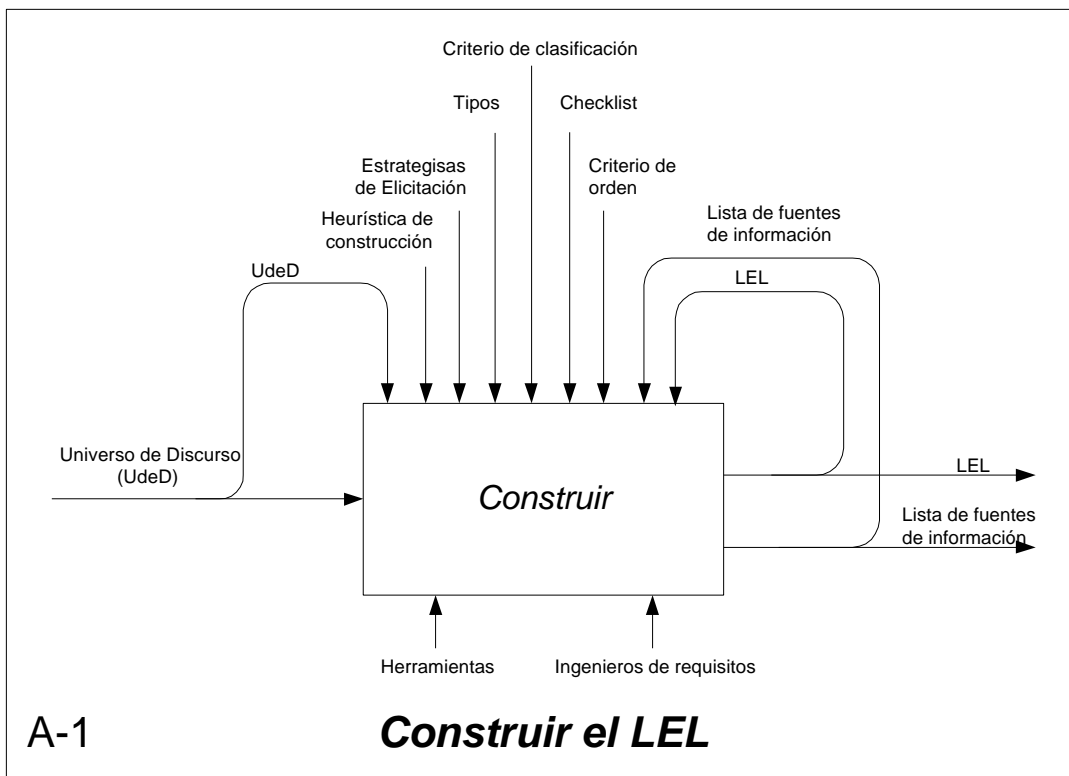 Criterio de clasificación
Tipos
Checklist
Estrategisas
de Elicitación
Criterio de
orden
Heurística de
construcción
Lista de fuentes
de información
UdeD
LEL
Universo de Discurso
(UdeD)
Construir
LEL
Lista de fuentes
de información
Herramientas
Ingenieros de requisitos
A-1
Construir el LEL